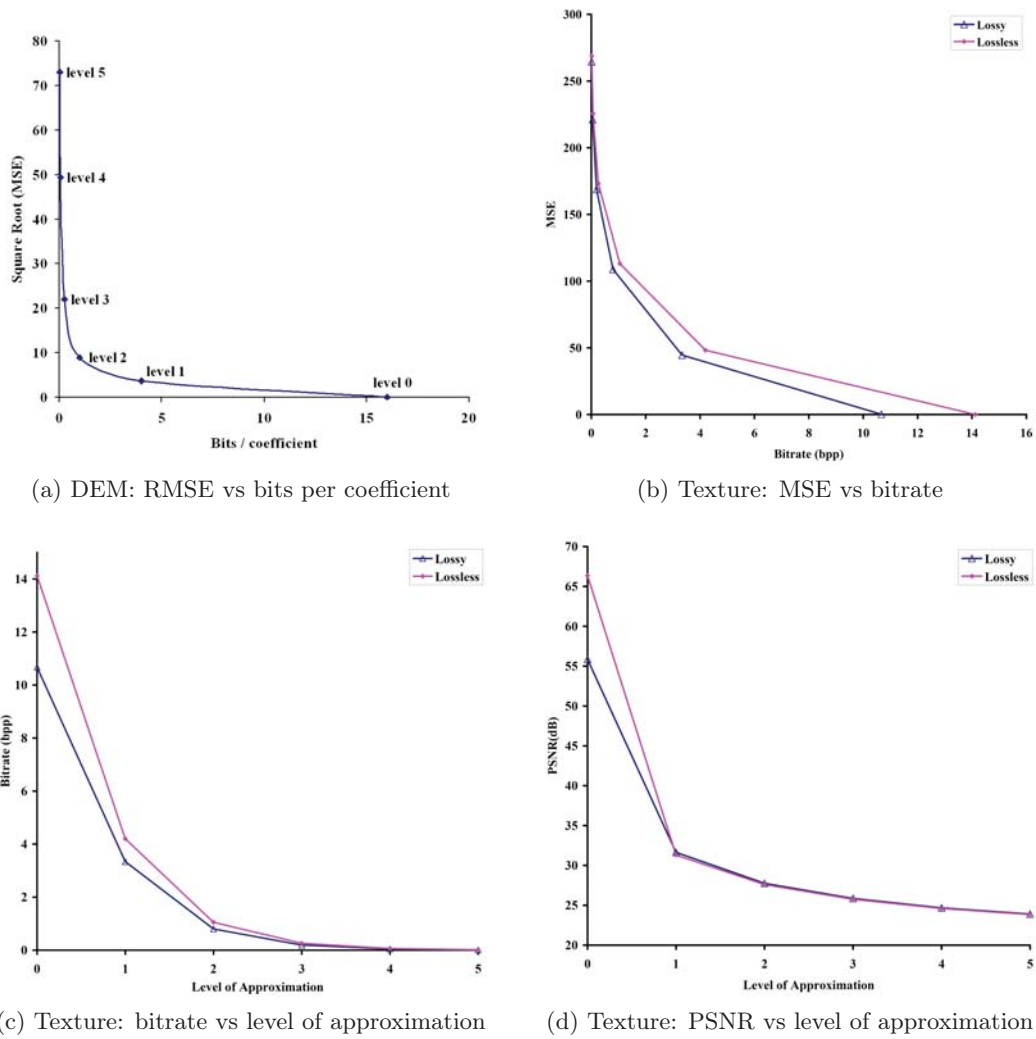 80
70
60
50
40
30
20
10
0
Square Root (MSE)
level 5
level 4
level 3
level 2
level 1
level 0
0 5 10 15 20
Bits / coefficient
(a) DEM: RMSE vs bits per coefficient
300
250
200
150
100
50
0
MSE
Lossy
Lossless
0 2 4 6 8 10 12 14 16
Bitrate (bpp)
(b) Texture: MSE vs bitrate
14
12
10
8
6
4
2
0
Bitrate (bpp)
Lossy
Lossless
0 1 2 3 4 5
Level of Approximation
(c) Texture: bitrate vs level of approximation
70
65
60
55
50
45
40
35
30
25
20
PSNR(dB)
Lossy
Lossless
0 1 2 3 4 5
Level of Approximation
(d) Texture: PSNR vs level of approximation